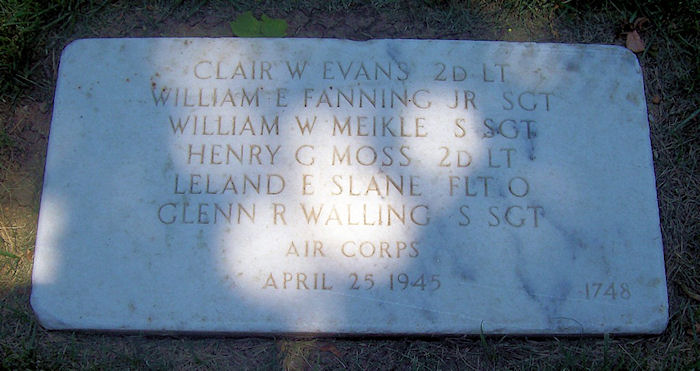 CLAIR W EVANS 2D LT
WILLIAM E FANNING JR SGT
WILLIAM W MEIKLE S SGT
HENRY G MOSS 2D LT
LELAND E SLANE FLT O
GLENN R WALLING S SGT
AIR CORPS
APRIL 25 1945
1748